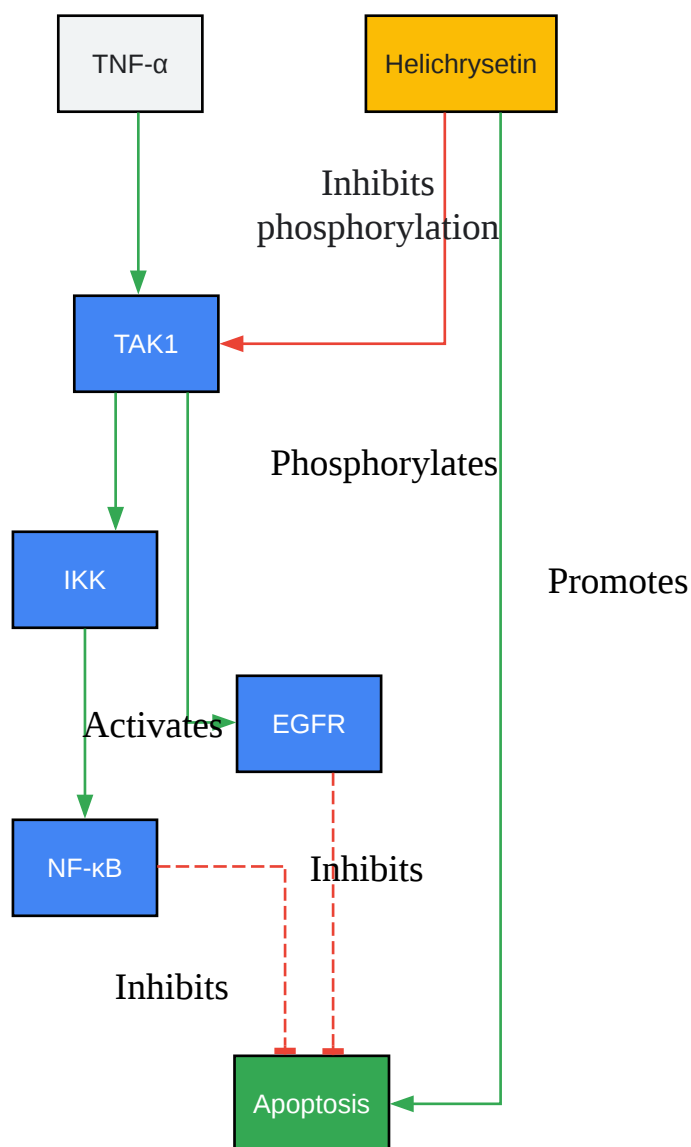 TNF-α
Helichrysetin
Inhibits
phosphorylation
TAK1
Phosphorylates
IKK
Promotes
Activates
EGFR
NF-κB
Inhibits
Inhibits
Apoptosis